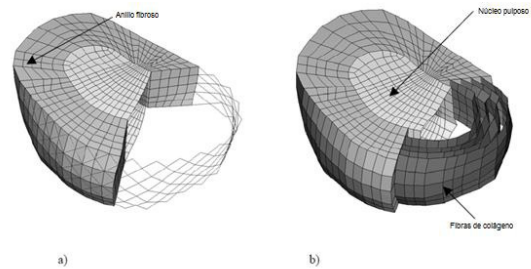 Anillo fibroso
Núcleo pulposo
Fibras de colágeno
a)
b)